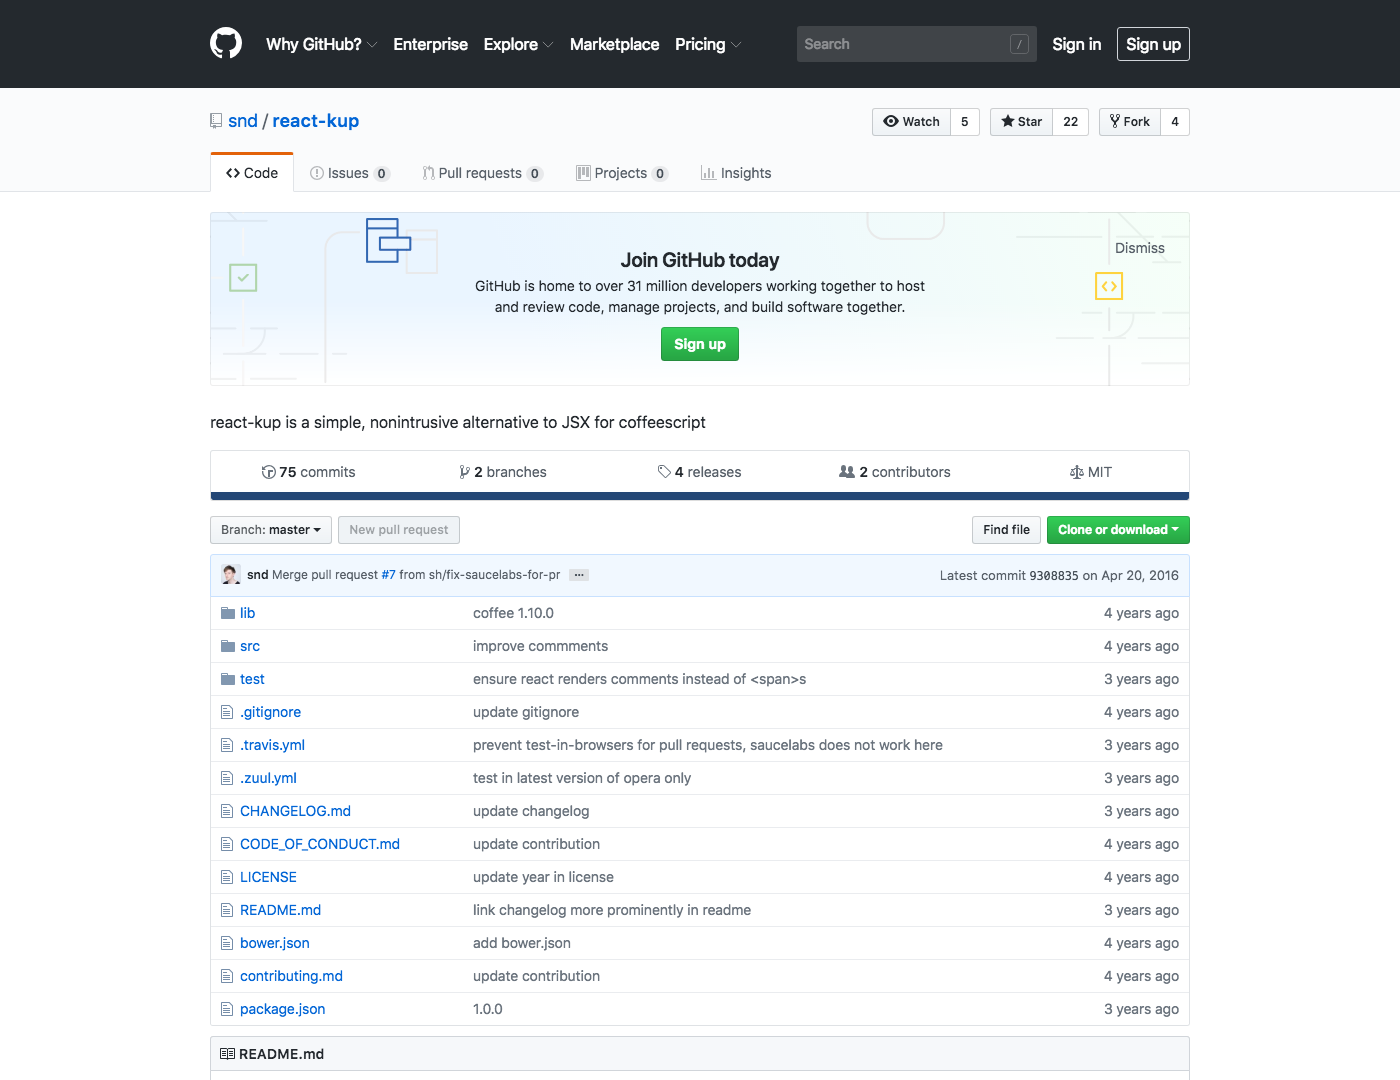 Why GitHub? Enterprise Explore Marketplace Pricing Search / Sign in Sign up
snd / react-kup Watch 5 Star 22 Fork 4
Code Issues 0 Pull requests 0 Projects 0 Insights
Dismiss
Join GitHub today
GitHub is home to over 31 million developers working together to host
and review code, manage projects, and build software together.
Sign up
react-kup is a simple, nonintrusive alternative to JSX for coffeescript
75 commits 2 branches 4 releases 2 contributors MIT
Branch: master New pull request Find file Clone or download
snd Merge pull request #7 from sh/fix-saucelabs-for-pr … Latest commit 9308835 on Apr 20, 2016
lib coffee 1.10.0 4 years ago
src improve commments 4 years ago
test ensure react renders comments instead of <span>s 3 years ago
.gitignore update gitignore 4 years ago
.travis.yml prevent test-in-browsers for pull requests, saucelabs does not work here 3 years ago
.zuul.yml test in latest version of opera only 3 years ago
CHANGELOG.md update changelog 3 years ago
CODE_OF_CONDUCT.md update contribution 4 years ago
LICENSE update year in license 4 years ago
README.md link changelog more prominently in readme 3 years ago
bower.json add bower.json 4 years ago
contributing.md update contribution 4 years ago
package.json 1.0.0 3 years ago
README.md